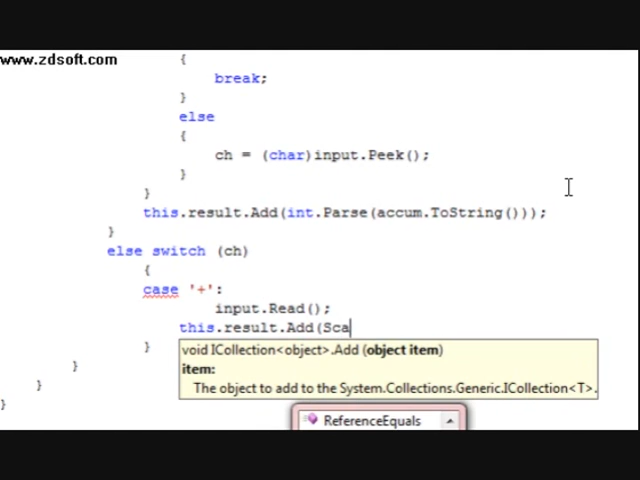 www.zdsoft.com
{
break;
}
else
{
ch = (char)input.Peek();
}
}
this.result.Add(int.Parse(accum.ToString()));
}
else switch (ch)
{
case '+':
input.Read();
this.result.Add(Sca
}
void ICollection<object>.Add (object item)
item:
The object to add to the System.Collections.Generic.ICollection<T>.
}
}
}
ReferenceEquals